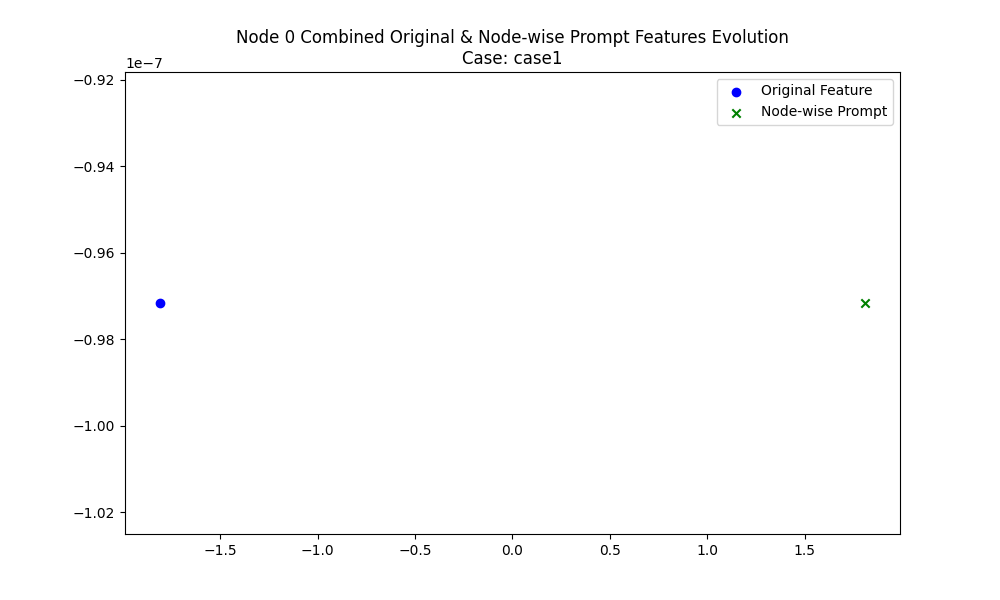 Node 0 Combined Original & Node-wise Prompt Features Evolution
Case: case1
1e−7
−0.92
−0.94
−0.96
−0.98
−1.00
−1.02
Original Feature
Node-wise Prompt
−1.5
−1.0
−0.5
0.0
0.5
1.0
1.5